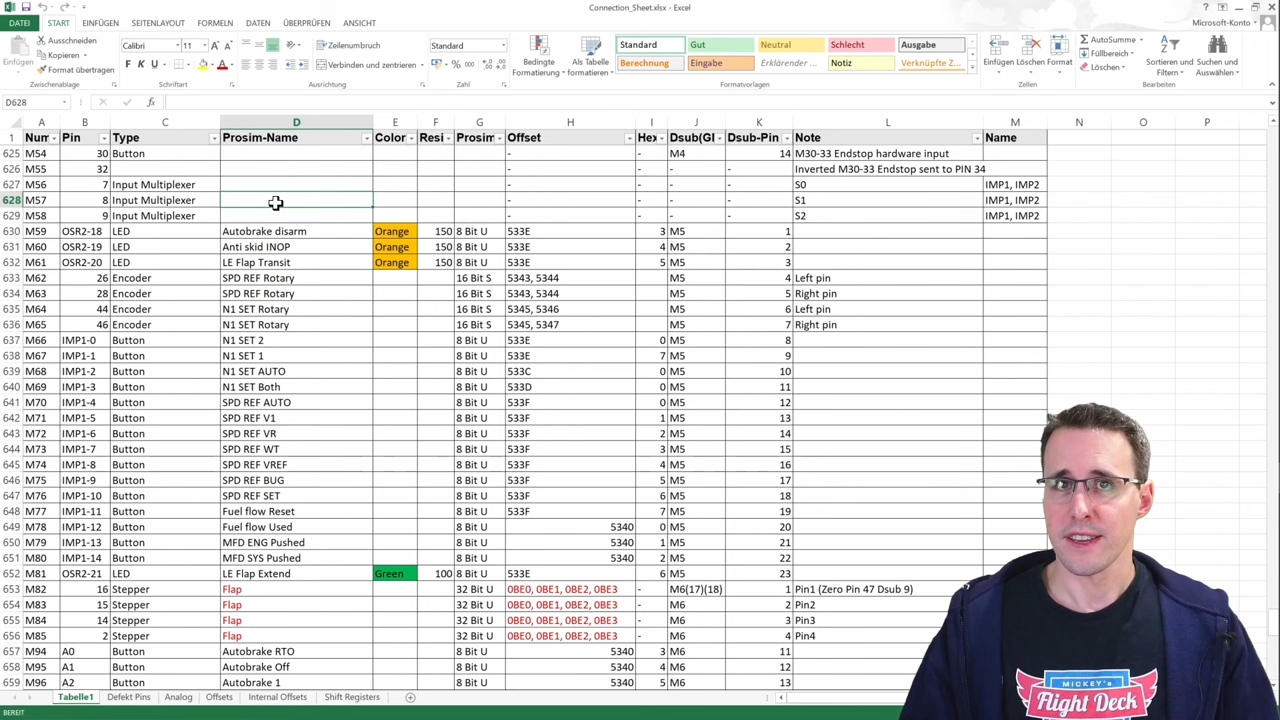 Connection_Sheet.xlsx - Excel
DATEI START EINFÜGEN SEITENLAYOUT FORMELN DATEN ÜBERPRÜFEN ANSICHT Microsoft-Konto
Ausschneiden Calibri 11 Zeilenumbruch Standard Standard Gut Neutral Schlecht Ausgabe AutoSumme
Einfügen Kopieren Bedingte Formatierung Als Tabelle formatieren Einfügen Löschen Format Füllbereich Sortieren und Filtern Suchen und Auswählen
Format übertragen F K U Verbinden und zentrieren Berechnung Eingabe Erklärender ... Notiz Verknüpfte Z... Löschen
Zwischenablage Schriftart Ausrichtung Zahl Formatvorlagen Zellen Bearbeiten
D628 fx
A B C D E F G H I J K L M N O P
1 Num Pin Type Prosim-Name Color Resi Prosim Offset Hex Dsub(Gl Dsub-Pin Note Name
625 M54 30 Button - - M4 14 M30-33 Endstop hardware input
626 M55 32 - - - - Inverted M30-33 Endstop sent to PIN 34
627 M56 7 Input Multiplexer - - - - S0 IMP1, IMP2
628 M57 8 Input Multiplexer - - - - S1 IMP1, IMP2
629 M58 9 Input Multiplexer - - - - S2 IMP1, IMP2
630 M59 OSR2-18 LED Autobrake disarm Orange 150 8 Bit U 533E 3 M5 1
631 M60 OSR2-19 LED Anti skid INOP Orange 150 8 Bit U 533E 4 M5 2
632 M61 OSR2-20 LED LE Flap Transit Orange 150 8 Bit U 533E 5 M5 3
633 M62 26 Encoder SPD REF Rotary 16 Bit S 5343, 5344 M5 4 Left pin
634 M63 28 Encoder SPD REF Rotary 16 Bit S 5343, 5344 M5 5 Right pin
635 M64 44 Encoder N1 SET Rotary 16 Bit S 5345, 5346 M5 6 Left pin
636 M65 46 Encoder N1 SET Rotary 16 Bit S 5345, 5347 M5 7 Right pin
637 M66 IMP1-0 Button N1 SET 2 8 Bit U 533E 0 M5 8
638 M67 IMP1-1 Button N1 SET 1 8 Bit U 533E 7 M5 9
639 M68 IMP1-2 Button N1 SET AUTO 8 Bit U 533C 0 M5 10
640 M69 IMP1-3 Button N1 SET Both 8 Bit U 533D 0 M5 11
641 M70 IMP1-4 Button SPD REF AUTO 8 Bit U 533F 0 M5 12
642 M71 IMP1-5 Button SPD REF V1 8 Bit U 533F 1 M5 13
643 M72 IMP1-6 Button SPD REF VR 8 Bit U 533F 2 M5 14
644 M73 IMP1-7 Button SPD REF WT 8 Bit U 533F 3 M5 15
645 M74 IMP1-8 Button SPD REF VREF 8 Bit U 533F 4 M5 16
646 M75 IMP1-9 Button SPD REF BUG 8 Bit U 533F 5 M5 17
647 M76 IMP1-10 Button SPD REF SET 8 Bit U 533F 6 M5 18
648 M77 IMP1-11 Button Fuel flow Reset 8 Bit U 533F 7 M5 19
649 M78 IMP1-12 Button Fuel flow Used 8 Bit U 5340 0 M5 20
650 M79 IMP1-13 Button MFD ENG Pushed 8 Bit U 5340 1 M5 21
651 M80 IMP1-14 Button MFD SYS Pushed 8 Bit U 5340 2 M5 22
652 M81 OSR2-21 LED LE Flap Extend Green 100 8 Bit U 533E 6 M5 23
653 M82 16 Stepper Flap 32 Bit U 0BE0, 0BE1, 0BE2, 0BE3 - M6(17)(18) 1 Pin1 (Zero Pin 47 Dsub 9)
654 M83 15 Stepper Flap 32 Bit U 0BE0, 0BE1, 0BE2, 0BE3 - M6 2 Pin2
655 M84 14 Stepper Flap 32 Bit U 0BE0, 0BE1, 0BE2, 0BE3 - M6 3 Pin3
656 M85 2 Stepper Flap 32 Bit U 0BE0, 0BE1, 0BE2, 0BE3 - M6 4 Pin4
657 M94 A0 Button Autobrake RTO 8 Bit U 5340 3 M6 11
658 M95 A1 Button Autobrake Off 8 Bit U 5340 4 M6 12
659 M96 A2 Button Autobrake 1 8 Bit U 5340 5 M6 13
Tabelle1 Defekt Pins Analog Offsets Internal Offsets Shift Registers
BEREIT
MICKEY's
Flight Deck